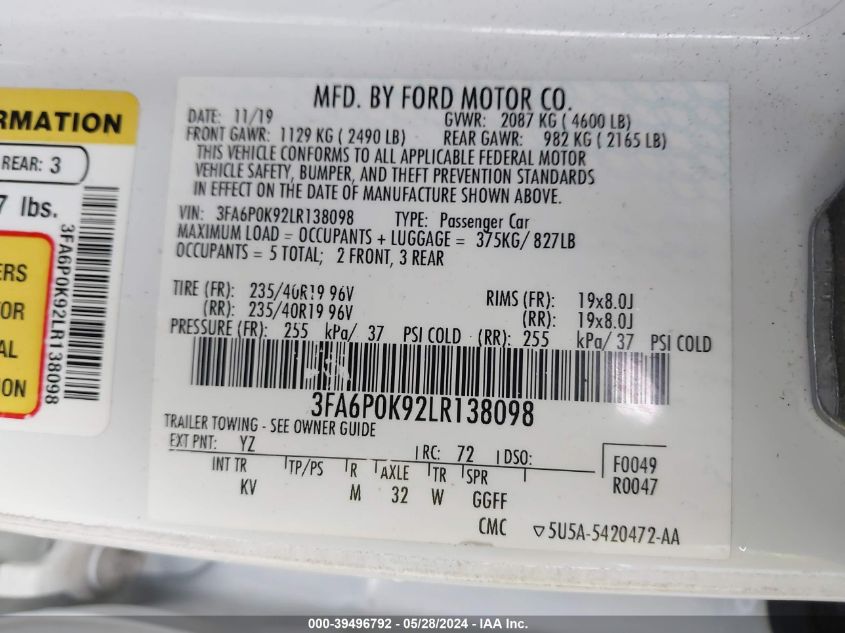 RMATION
REAR: 3
7 lbs.
ERS
TOR
AL
ION
3FA6P0K92LR138098
MFD. BY FORD MOTOR CO.
DATE: 11/19 GVWR: 2087 KG ( 4600 LB)
FRONT GAWR: 1129 KG ( 2490 LB) REAR GAWR: 982 KG ( 2165 LB)
THIS VEHICLE CONFORMS TO ALL APPLICABLE FEDERAL MOTOR
VEHICLE SAFETY, BUMPER, AND THEFT PREVENTION STANDARDS
IN EFFECT ON THE DATE OF MANUFACTURE SHOWN ABOVE.
VIN: 3FA6P0K92LR138098 TYPE: Passenger Car
MAXIMUM LOAD = OCCUPANTS + LUGGAGE = 375KG/ 827LB
OCCUPANTS = 5 TOTAL; 2 FRONT, 3 REAR
TIRE (FR): 235/40R19 96V RIMS (FR): 19x8.0J
(RR): 235/40R19 96V (RR): 19x8.0J
PRESSURE (FR): 255 kPa/ 37 PSI COLD (RR): 255 kPa/ 37 PSI COLD
3FA6P0K92LR138098
TRAILER TOWING - SEE OWNER GUIDE
EXT PNT: YZ RC: 72 DSO: F0049
INT TR TP/PS R AXLE TR SPR R0047
KV M 32 W GGFF
CMC ▽5U5A-5420472-AA
000-39496792 - 05/28/2024 - IAA Inc.